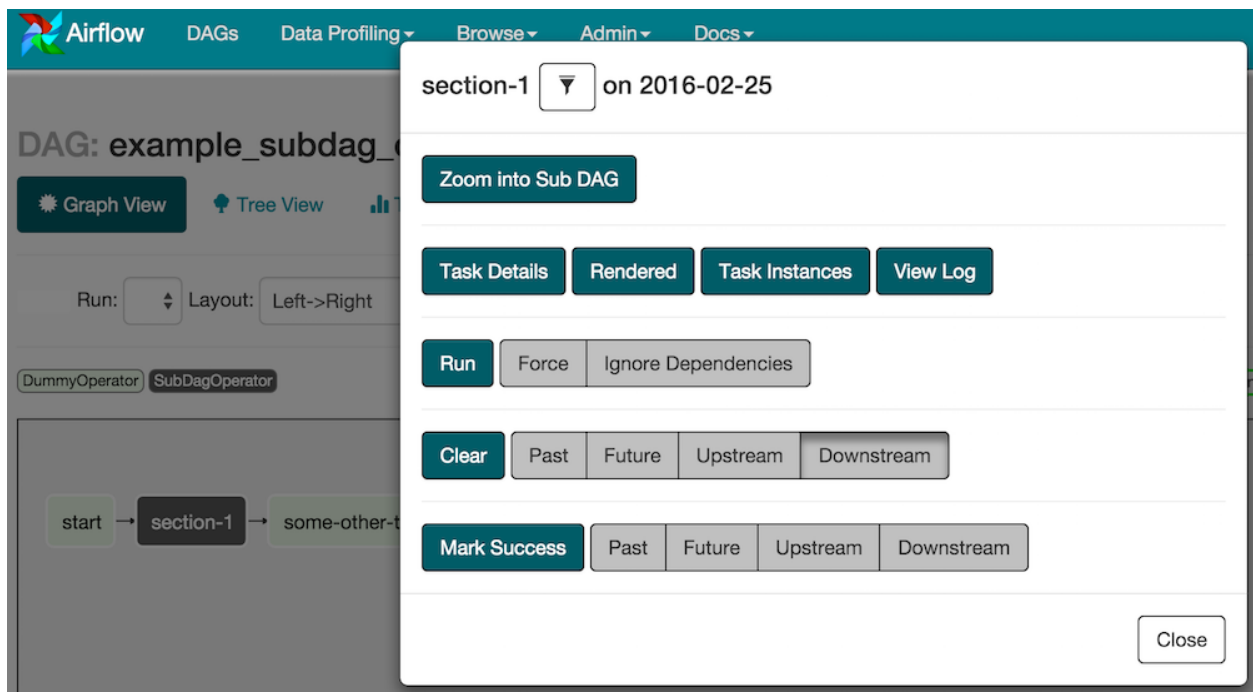 Airflow DAGs Data Profiling Browse Admin Docs
section-1 on 2016-02-25
DAG: example_subdag_
Zoom into Sub DAG
Graph View Tree View
Task Details Rendered Task Instances View Log
Run: Layout: Left->Right
Run Force Ignore Dependencies
DummyOperator SubDagOperator
Clear Past Future Upstream Downstream
start section-1 some-other-t
Mark Success Past Future Upstream Downstream
Close